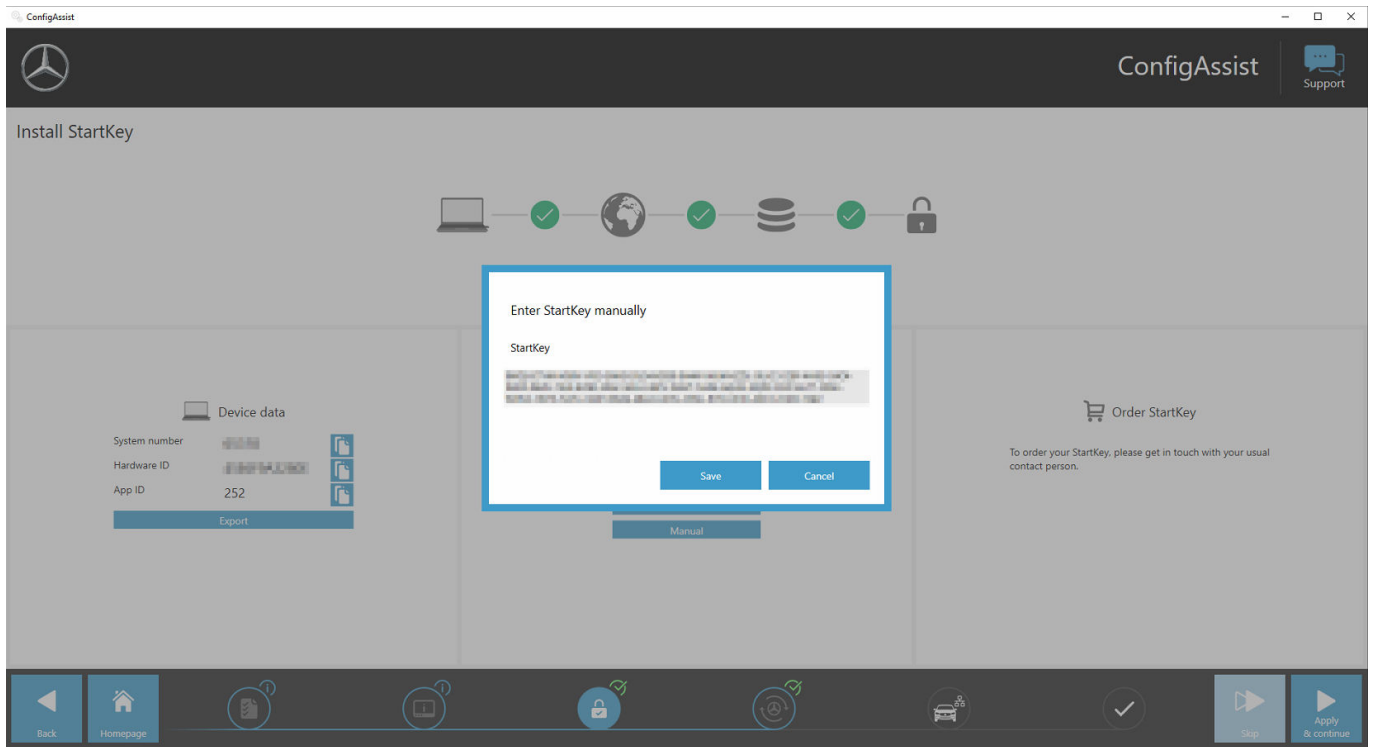 ConfigAssist
ConfigAssist
Support
Install StartKey
Enter StartKey manually
StartKey
Save
Cancel
Device data
System number
Hardware ID
App ID
252
Export
Manual
Order StartKey
To order your StartKey, please get in touch with your usual
contact person.
Back
Homepage
Skip
Apply
& continue